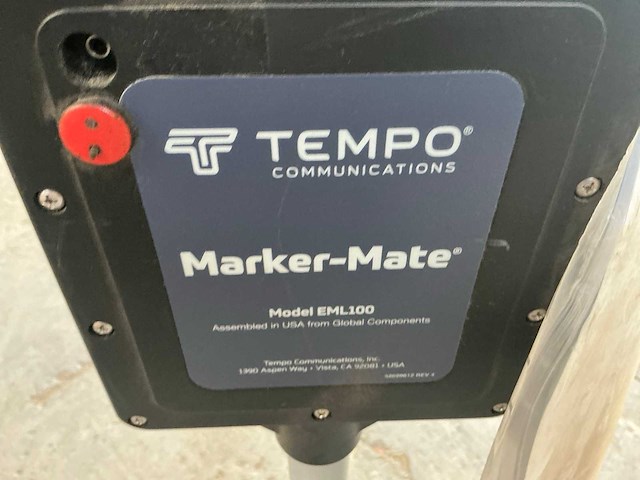 TEMPO®
COMMUNICATIONS
Marker-Mate®
Model EML100
Assembled in USA from Global Components
Tempo Communications, Inc.
1390 Aspen Way • Vista, CA 92081 • USA